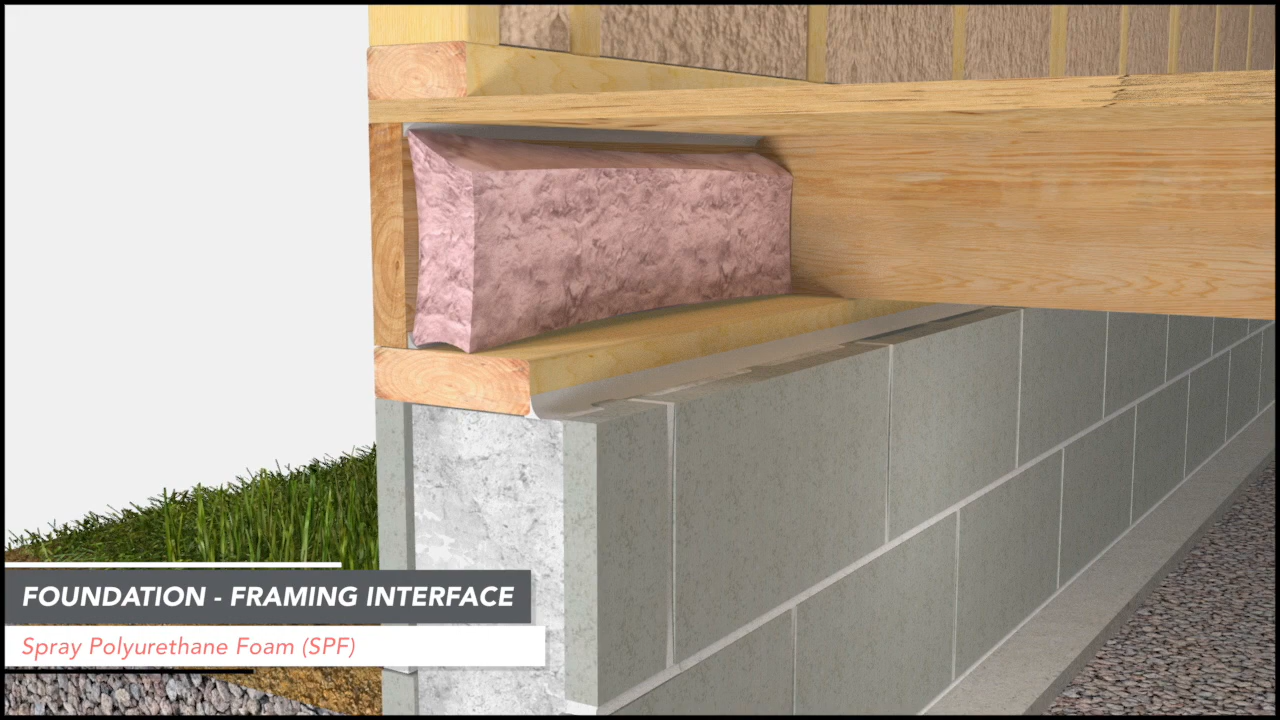 FOUNDATION - FRAMING INTERFACE
Spray Polyurethane Foam (SPF)